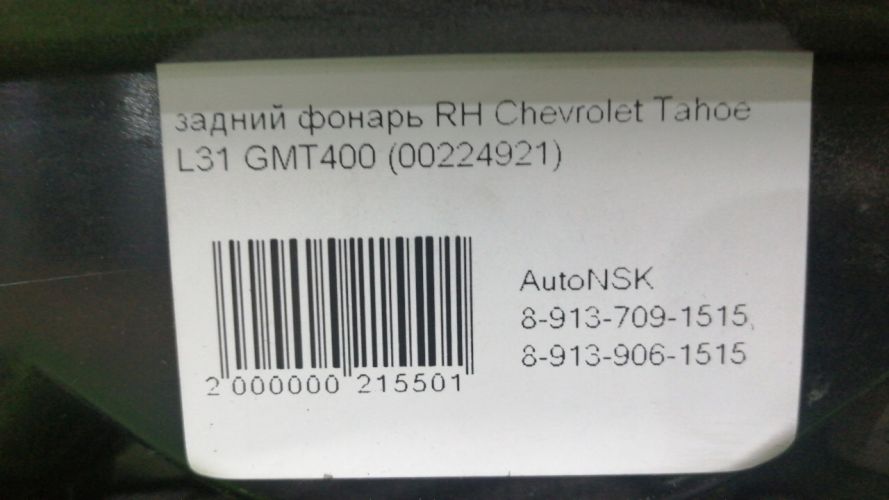 задний фонарь RH Chevrolet Tahoe
L31 GMT400 (00224921)
AutoNSK
8-913-709-1515,
8-913-906-1515
2 000000 215501